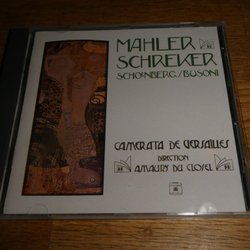 MAHLER
SCHREKER
SCHOENBERG/BUSONI
CAMERATA DE VERSAILLES
DIRECTION
AMAURY DU CLOSEL